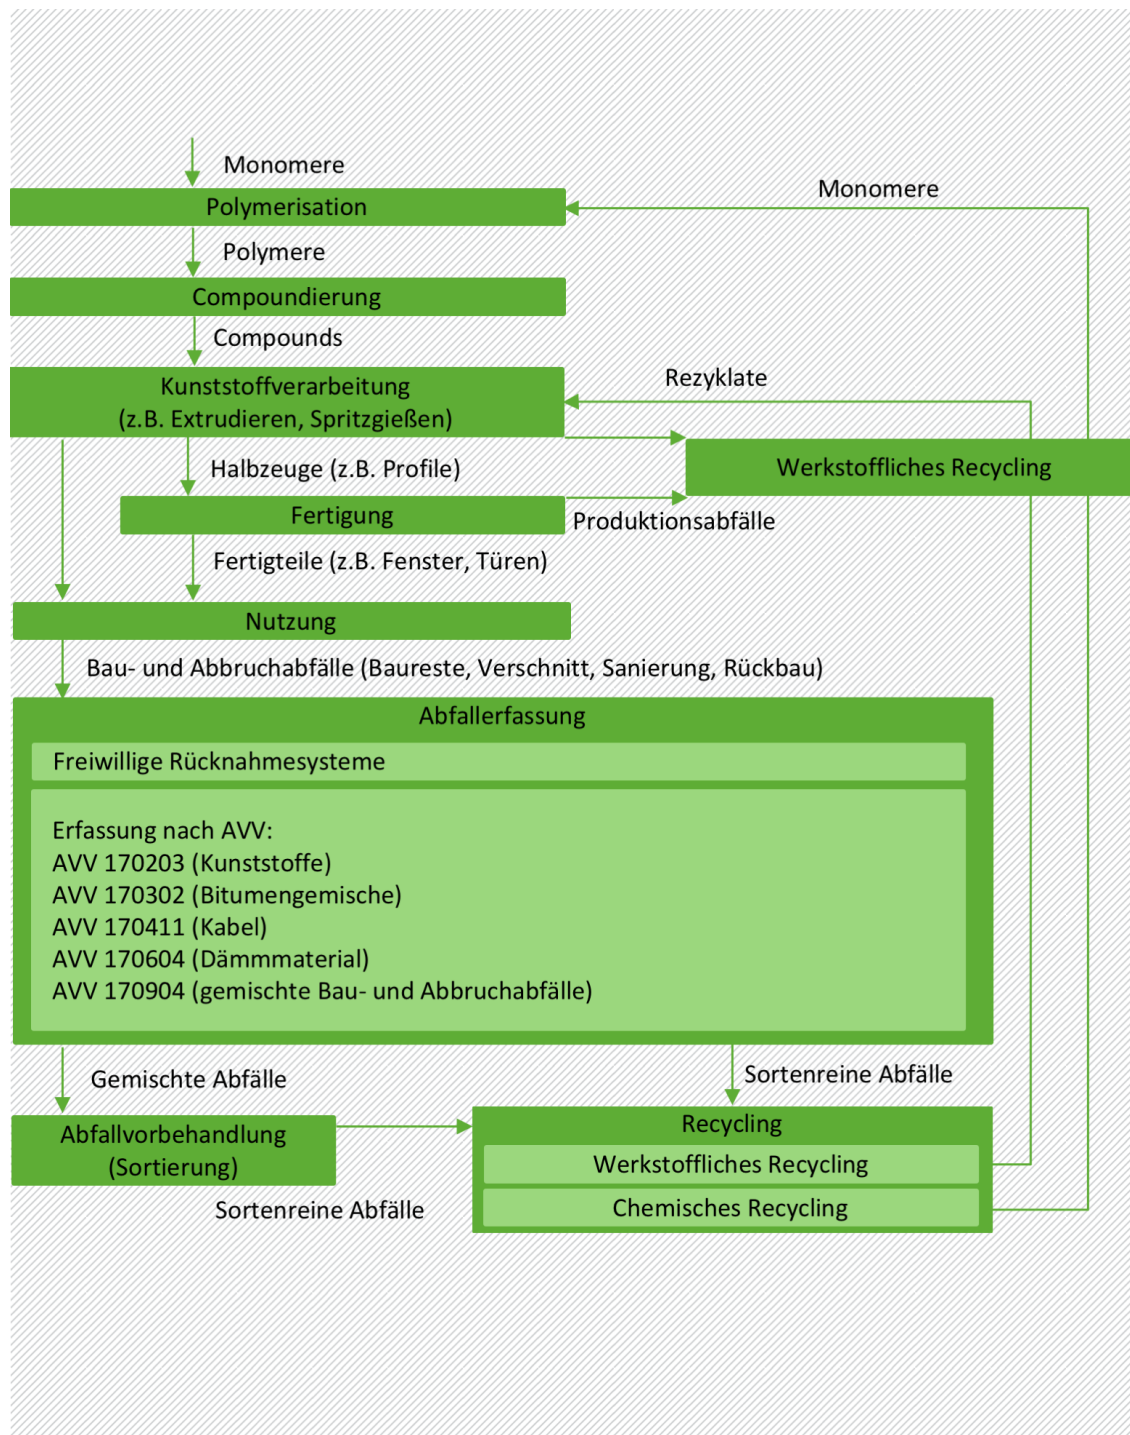 Monomere
Monomere
Polymerisation
Polymere
Compoundierung
Compounds
Kunststoffverarbeitung
(z.B. Extrudieren, Spritzgießen)
Rezyklate
Halbzeuge (z.B. Profile)
Werkstoffliches Recycling
Fertigung
Produktionsabfälle
Fertigteile (z.B. Fenster, Türen)
Nutzung
Bau- und Abbruchabfälle (Baureste, Verschnitt, Sanierung, Rückbau)
Abfallerfassung
Freiwillige Rücknahmesysteme
Erfassung nach AVV:
AVV 170203 (Kunststoffe)
AVV 170302 (Bitumengemische)
AVV 170411 (Kabel)
AVV 170604 (Dämmmaterial)
AVV 170904 (gemischte Bau- und Abbruchabfälle)
Gemischte Abfälle
Sortenreine Abfälle
Abfallvorbehandlung
(Sortierung)
Sortenreine Abfälle
Recycling
Werkstoffliches Recycling
Chemisches Recycling